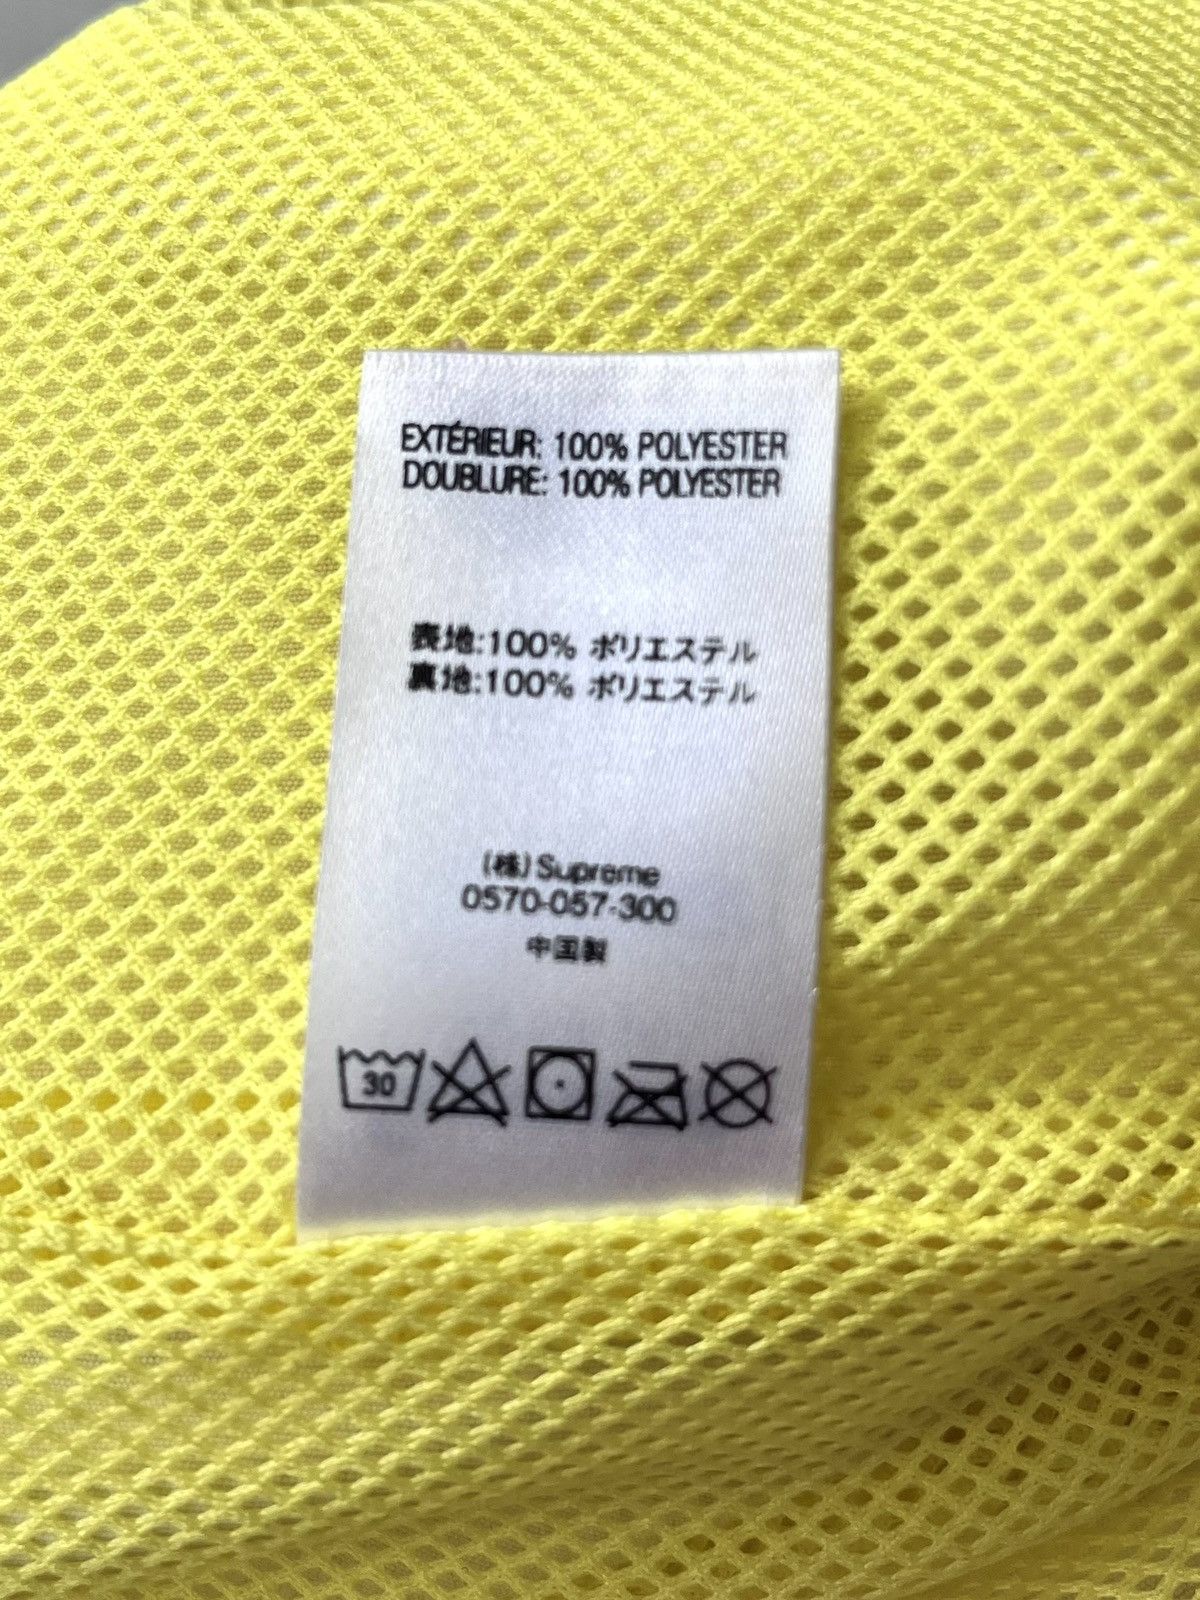 EXTÉRIEUR: 100% POLYESTER
DOUBLURE: 100% POLYESTER
表地:100% ポリエステル
裏地:100% ポリエステル
(株) Supreme
0570-057-300
中国製
30